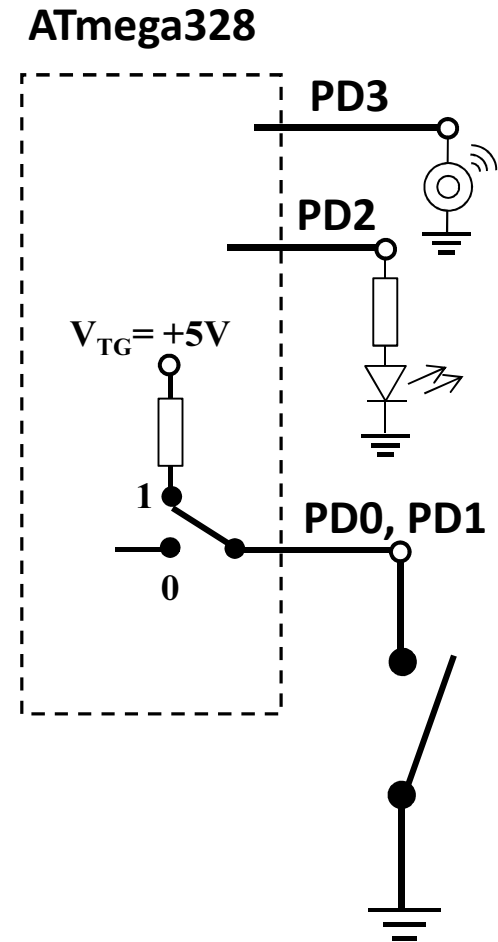 ATmega328
PD3
PD2
V_TG= +5V
1
PD0, PD1
0